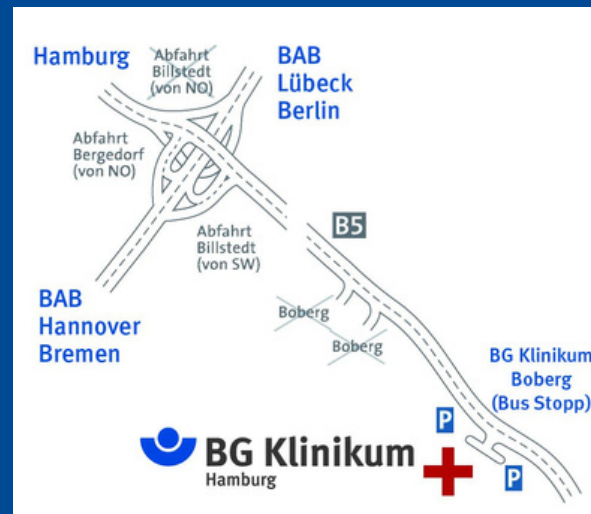 Hamburg
Abfahrt
Billstedt
(von NO)
BAB
Lübeck
Berlin
Abfahrt
Bergedorf
(von NO)
Abfahrt
Billstedt
(von SW)
B5
BAB
Hannover
Bremen
Boberg
Boberg
BG Klinikum
Boberg
(Bus Stopp)
P
P
BG Klinikum
Hamburg